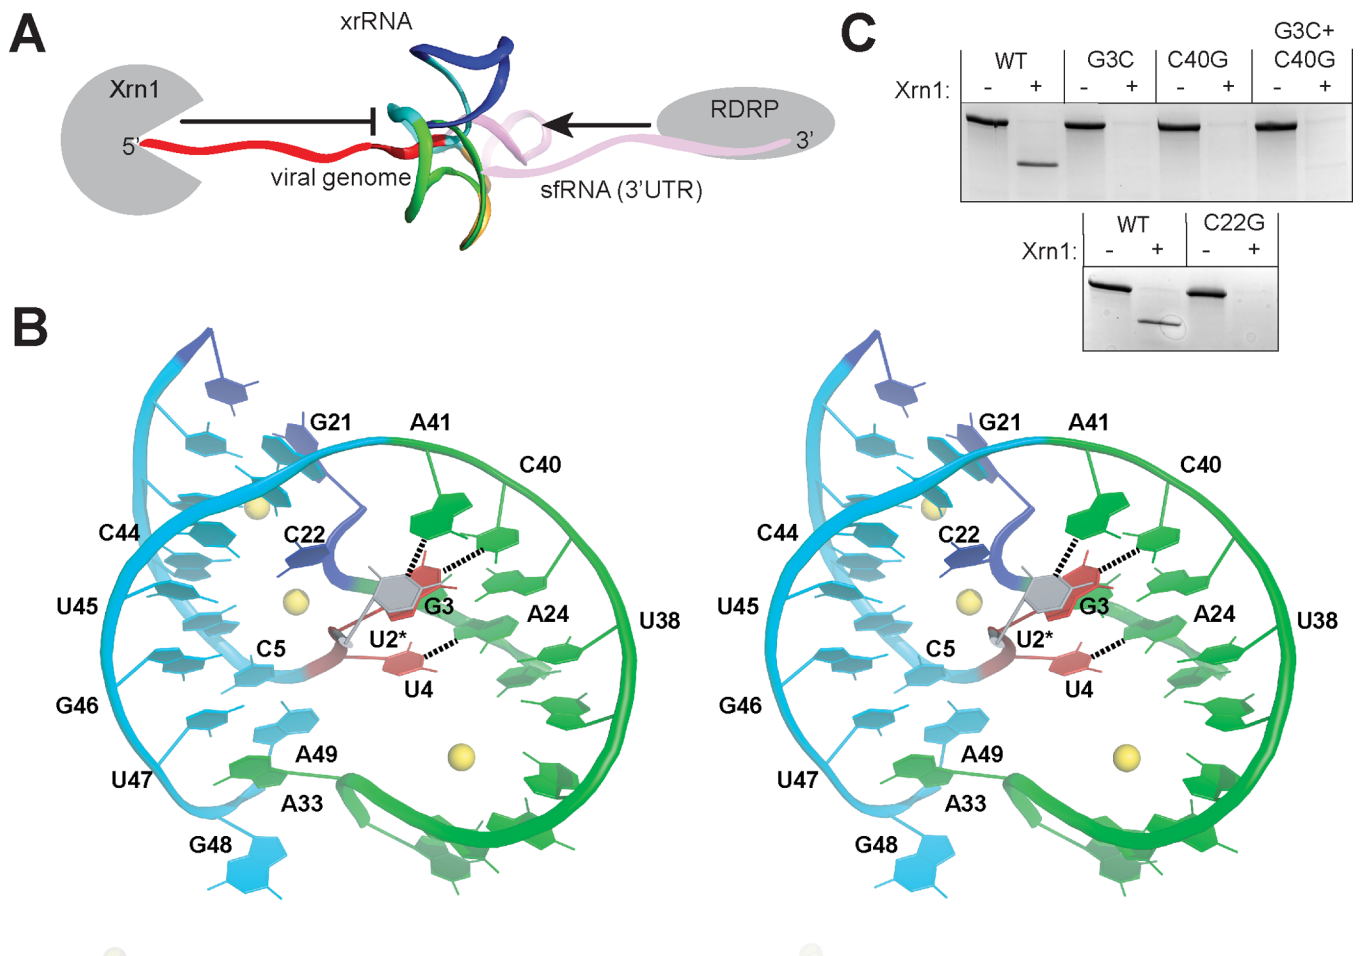 A
xrRNA
Xrn1
5'
viral genome
sfRNA (3'UTR)
RDRP
3'
C
WT
G3C
C40G
G3C+
C40G
Xrn1:
- + - + - + - +
WT
C22G
Xrn1:
- + - +
B
G21
A41
C40
C44
C22
U45
G3
A24
U38
U2*
C5
U4
G46
A49
U47
A33
G48
G21
A41
C40
C44
C22
U45
G3
A24
U38
U2*
C5
U4
G46
A49
U47
A33
G48